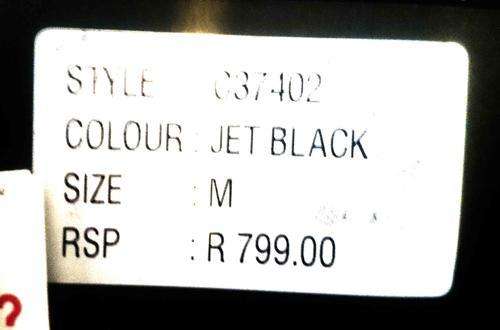 STYLE C37402
COLOUR : JET BLACK
SIZE : M
RSP : R 799.00
?